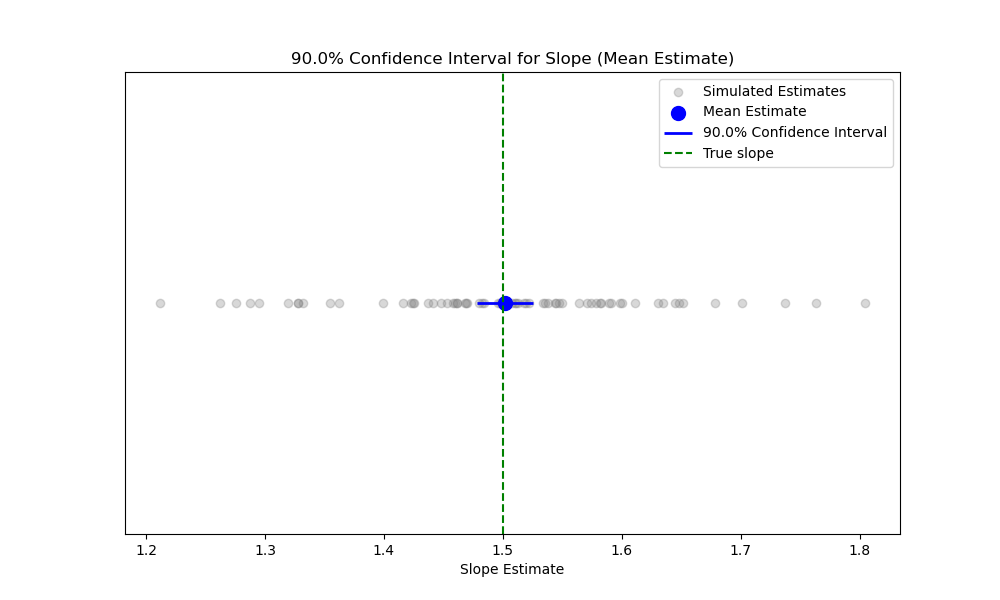 90.0% Confidence Interval for Slope (Mean Estimate)
Simulated Estimates
Mean Estimate
90.0% Confidence Interval
True slope
1.2 1.3 1.4 1.5 1.6 1.7 1.8
Slope Estimate